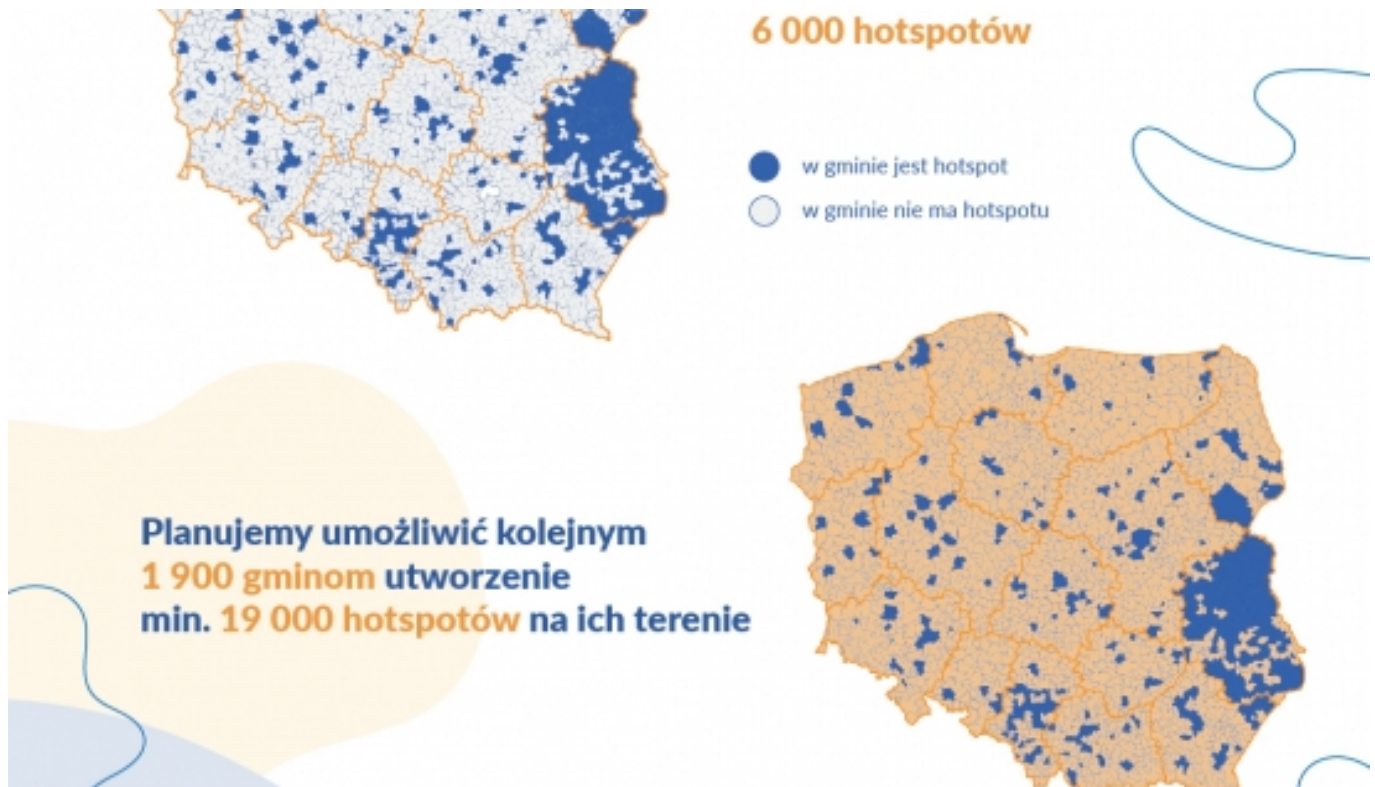 6 000 hotspotów
w gminie jest hotspot
w gminie nie ma hotspotu
Planujemy umożliwić kolejnym
1 900 gminom utworzenie
min. 19 000 hotspotów na ich terenie